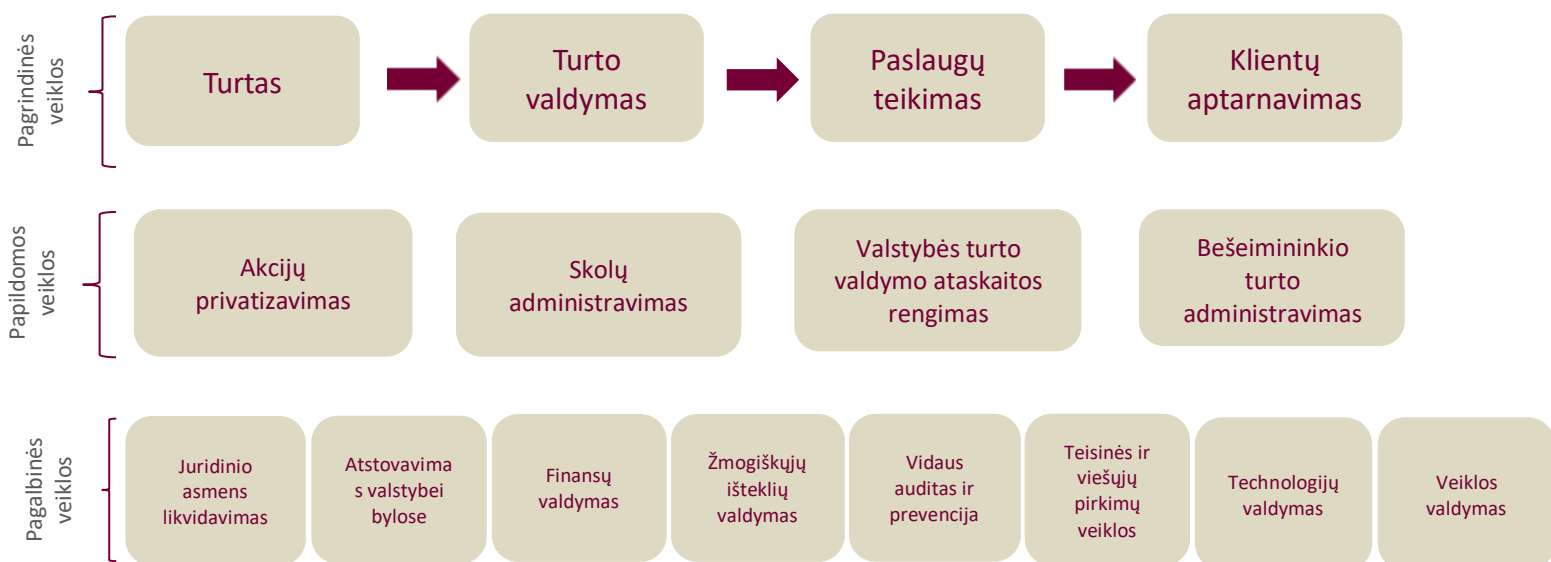 Pagrindinės
veiklos
Turtas
Turto
valdymas
Paslaugų
teikimas
Klientų
aptarnavimas
Papildomos
veiklos
Akcijų
privatizavimas
Skolų
administravimas
Valstybės turto
valdymo ataskaitos
rengimas
Bešeimininkio
turto
administravimas
Pagalbinės
veiklos
Juridinio
asmens
likvidavimas
Atstovavima
s valstybei
bylose
Finansų
valdymas
Žmogiškųjų
išteklių
valdymas
Vidaus
auditas ir
prevencija
Teisinės ir
viešųjų
pirkimų
veiklos
Technologijų
valdymas
Veiklos
valdymas